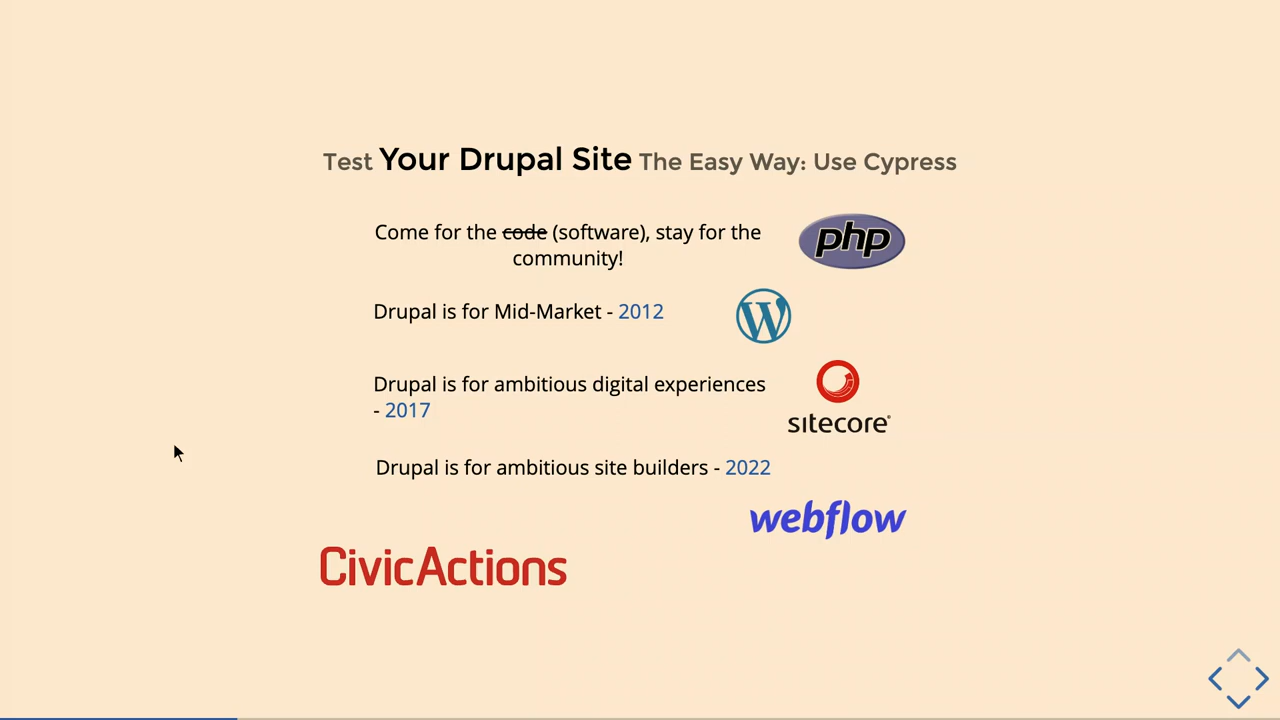 Test Your Drupal Site The Easy Way: Use Cypress
Come for the code (software), stay for the
community!
php
Drupal is for Mid-Market - 2012
W
Drupal is for ambitious digital experiences
- 2017
sitecore®
Drupal is for ambitious site builders - 2022
webflow
CivicActions